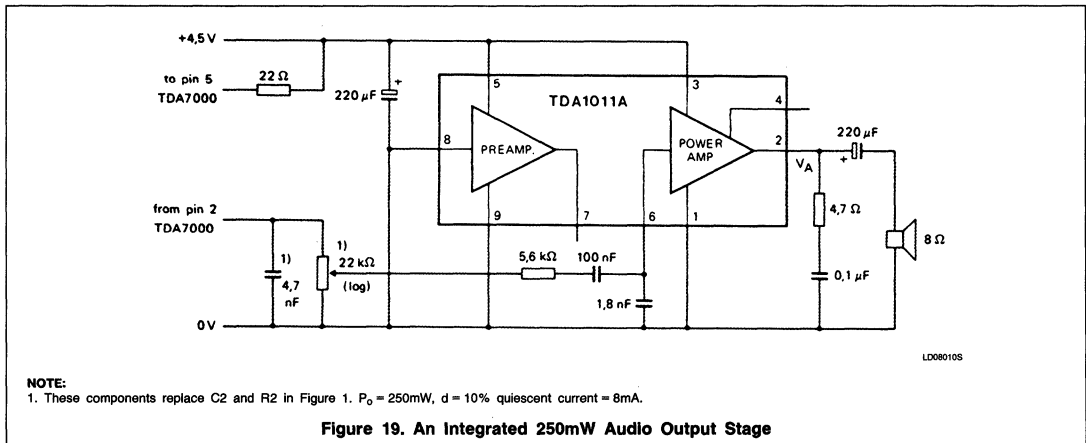 +4,5 V
to pin 5
TDA7000
22 Ω
220 µF
+
5
3
TDA1011A
4
8
PREAMP.
POWER
AMP
2
220 µF
+
V_A
from pin 2
TDA7000
9
7
6
1
4,7 Ω
1)
4,7
nF
1)
22 kΩ
(log)
5,6 kΩ
100 nF
1,8 nF
0,1 µF
8 Ω
0 V
LD08010S
NOTE:
1. These components replace C2 and R2 in Figure 1. Po = 250mW, d = 10% quiescent current = 8mA.
Figure 19. An Integrated 250mW Audio Output Stage